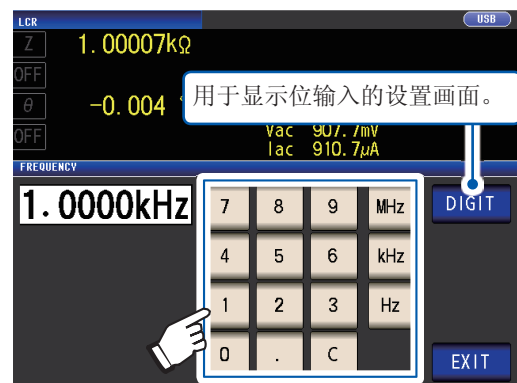 LCR
USB
Z 1.00007kΩ
OFF
θ -0.004 °
OFF
用于显示位输入的设置画面。
Vac 907.7mV
Iac 910.7μA
FREQUENCY
1.0000kHz
DIGIT
7 8 9 MHz
4 5 6 kHz
1 2 3 Hz
0 . C
EXIT